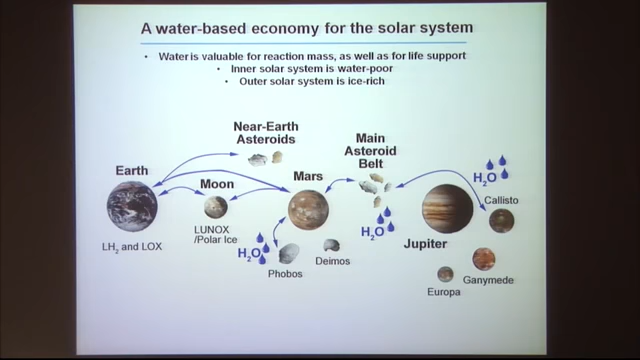 A water-based economy for the solar system
• Water is valuable for reaction mass, as well as for life support
• Inner solar system is water-poor
• Outer solar system is ice-rich
Near-Earth
Asteroids
Main
Asteroid
Belt
Earth
Moon
Mars
H₂O
Callisto
LH₂ and LOX
LUNOX
/Polar Ice
H₂O
Phobos
Deimos
H₂O
Jupiter
Europa
Ganymede